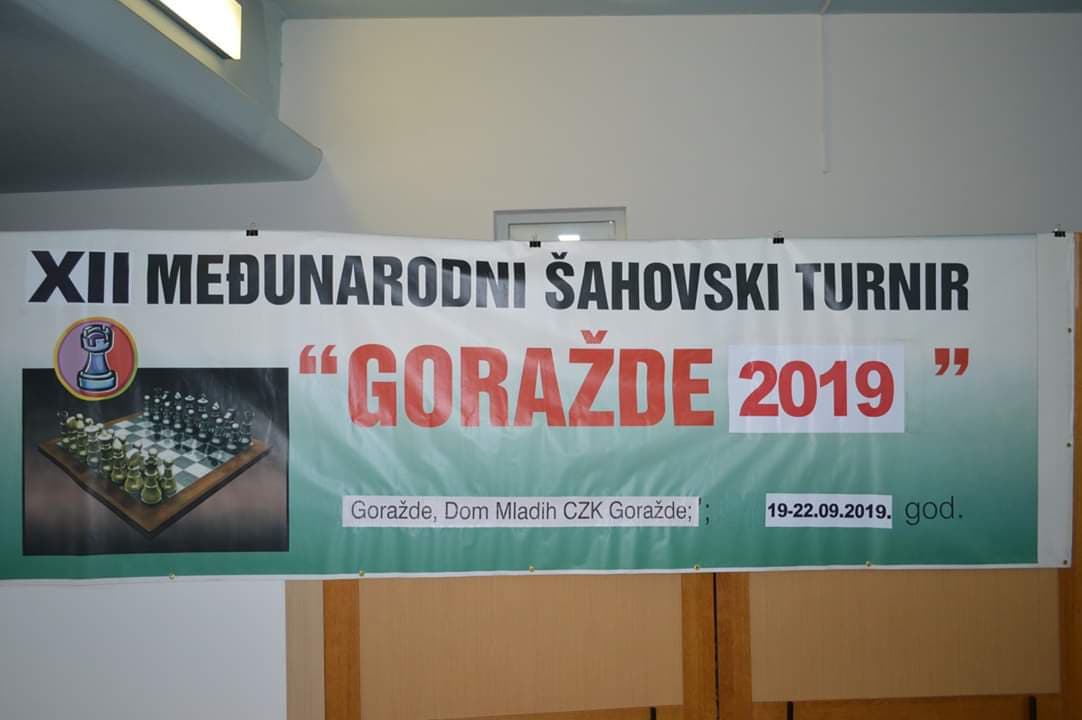 XII MEĐUNARODNI ŠAHOVSKI TURNIR
“GORAŽDE 2019 ”
Goražde, Dom Mladih CZK Goražde;’; 19-22.09.2019. god.